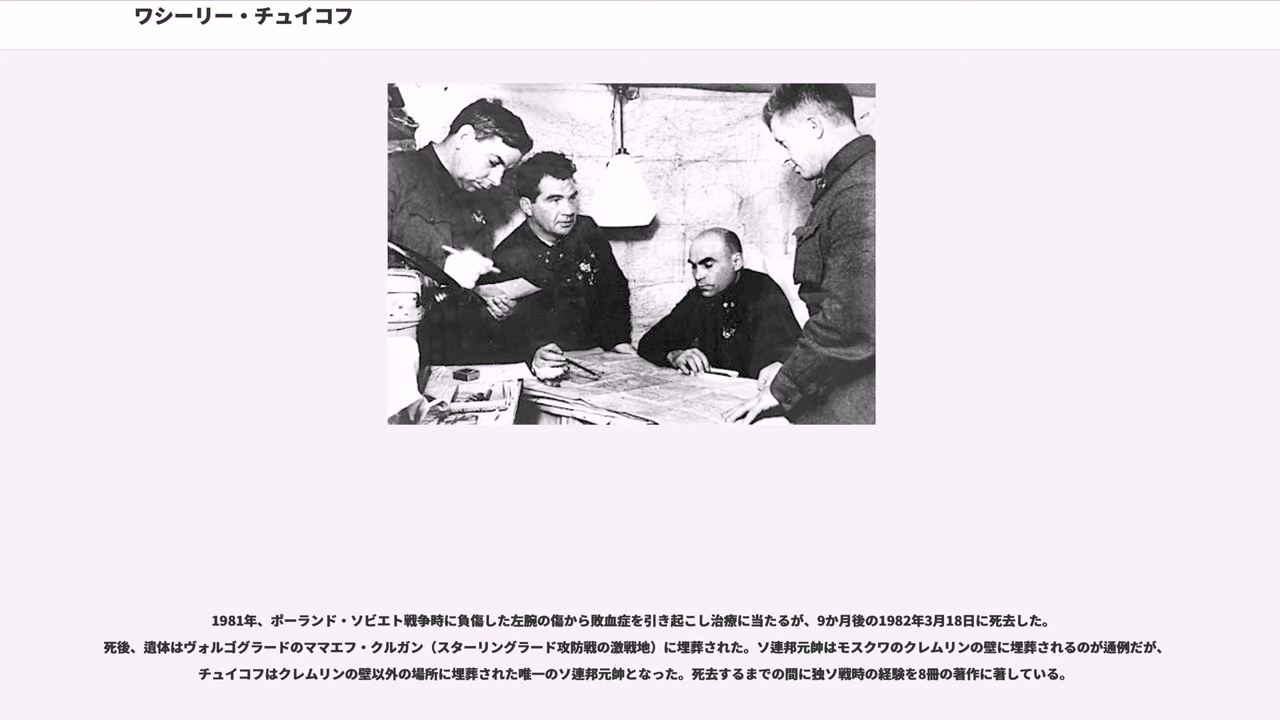 ワシーリー・チュイコフ
1981年、ポーランド・ソビエト戦争時に負傷した左腕の傷から敗血症を引き起こし治療に当たるが、9か月後の1982年3月18日に死去した。
死後、遺体はヴォルゴグラードのママエフ・クルガン（スターリングラード攻防戦の激戦地）に埋葬された。ソ連邦元帥はモスクワのクレムリンの壁に埋葬されるのが通例だが、
チュイコフはクレムリンの壁以外の場所に埋葬された唯一のソ連邦元帥となった。死去するまでの間に独ソ戦時の経験を8冊の著作に著している。